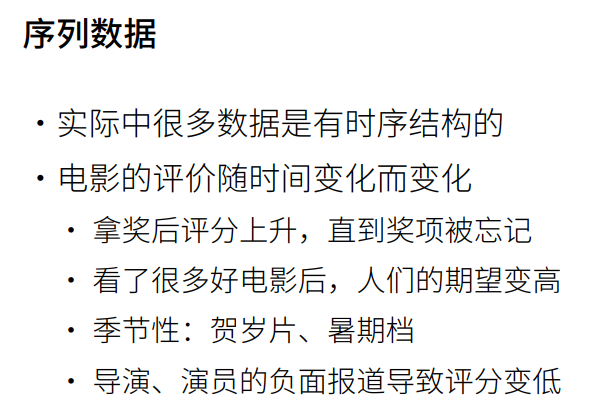 序列数据
• 实际中很多数据是有时序结构的
• 电影的评价随时间变化而变化
• 拿奖后评分上升，直到奖项被忘记
• 看了很多好电影后，人们的期望变高
• 季节性：贺岁片、暑期档
• 导演、演员的负面报道导致评分变低